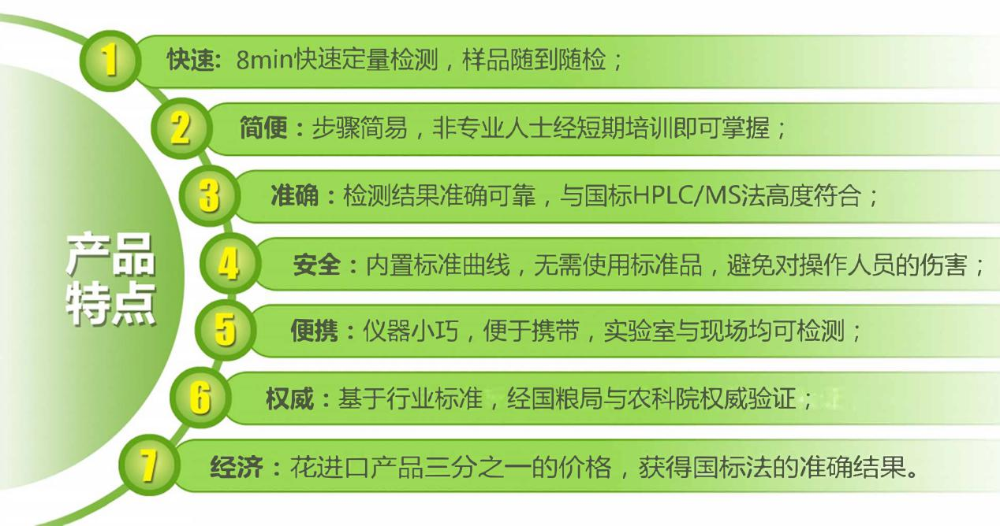 产品
特点
1
快速: 8min快速定量检测，样品随到随检；
2
简便：步骤简易，非专业人士经短期培训即可掌握；
3
准确：检测结果准确可靠，与国标HPLC/MS法高度符合；
4
安全：内置标准曲线，无需使用标准品，避免对操作人员的伤害；
5
便携：仪器小巧，便于携带，实验室与现场均可检测；
6
权威：基于行业标准，经国粮局与农科院权威验证；
7
经济：花进口产品三分之一的价格，获得国标法的准确结果。